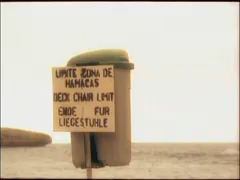 LIMITE ZONA DE
HAMACAS
DECK CHAIR LIMIT
ENDE FUR
LIEGESTUHLE